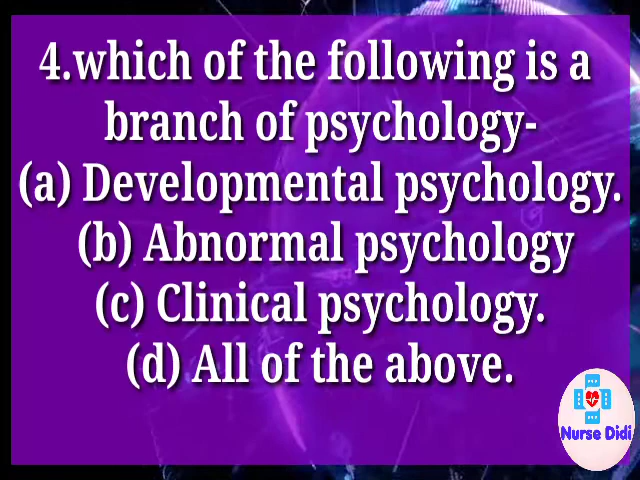 4.which of the following is a
branch of psychology-
(a) Developmental psychology.
(b) Abnormal psychology
(c) Clinical psychology.
(d) All of the above.
Nurse Didi